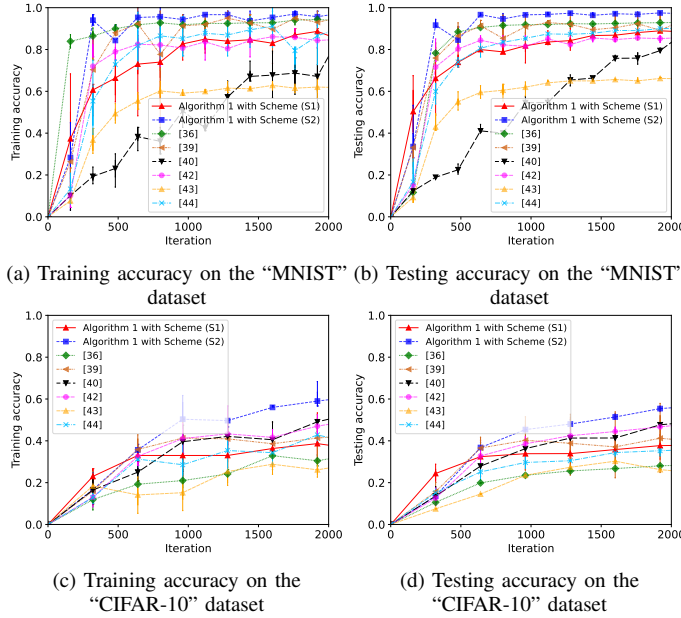 1.0
0.8
0.6
0.4
0.2
0.0
Training accuracy
Algorithm 1 with Scheme (S1)
Algorithm 1 with Scheme (S2)
[36]
[39]
[40]
[42]
[43]
[44]
0 500 1000 1500 2000
Iteration
1.0
0.8
0.6
0.4
0.2
0.0
Testing accuracy
Algorithm 1 with Scheme (S1)
Algorithm 1 with Scheme (S2)
[36]
[39]
[40]
[42]
[43]
[44]
0 500 1000 1500 2000
Iteration
(a) Training accuracy on the “MNIST”
dataset
(b) Testing accuracy on the “MNIST”
dataset
1.0
0.8
0.6
0.4
0.2
0.0
Training accuracy
Algorithm 1 with Scheme (S1)
Algorithm 1 with Scheme (S2)
[36]
[39]
[40]
[42]
[43]
[44]
0 500 1000 1500 2000
Iteration
1.0
0.8
0.6
0.4
0.2
0.0
Testing accuracy
Algorithm 1 with Scheme (S1)
Algorithm 1 with Scheme (S2)
[36]
[39]
[40]
[42]
[43]
[44]
0 500 1000 1500 2000
Iteration
(c) Training accuracy on the
“CIFAR-10” dataset
(d) Testing accuracy on the
“CIFAR-10” dataset